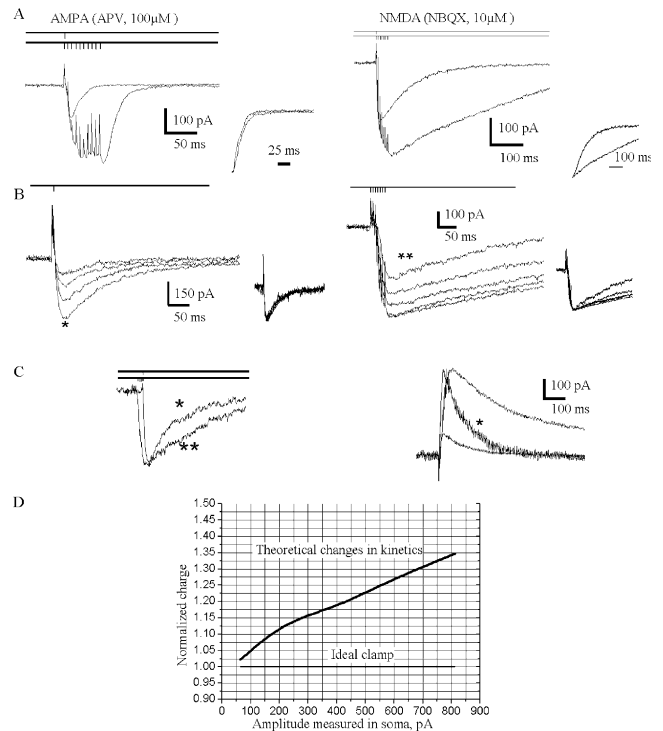 A
AMPA (APV, 100μM )
NMDA (NBQX, 10μM )
100 pA
50 ms
25 ms
100 pA
100 ms
100 ms
B
100 pA
50 ms
**
150 pA
50 ms
*
C
*
**
100 pA
100 ms
*
D
1.50
1.45
1.40
1.35
1.30
1.25
1.20
1.15
1.10
1.05
1.00
0.95
0.90
Normalized charge
Theoretical changes in kinetics
Ideal clamp
0 100 200 300 400 500 600 700 800 900
Amplitude measured in soma, pA